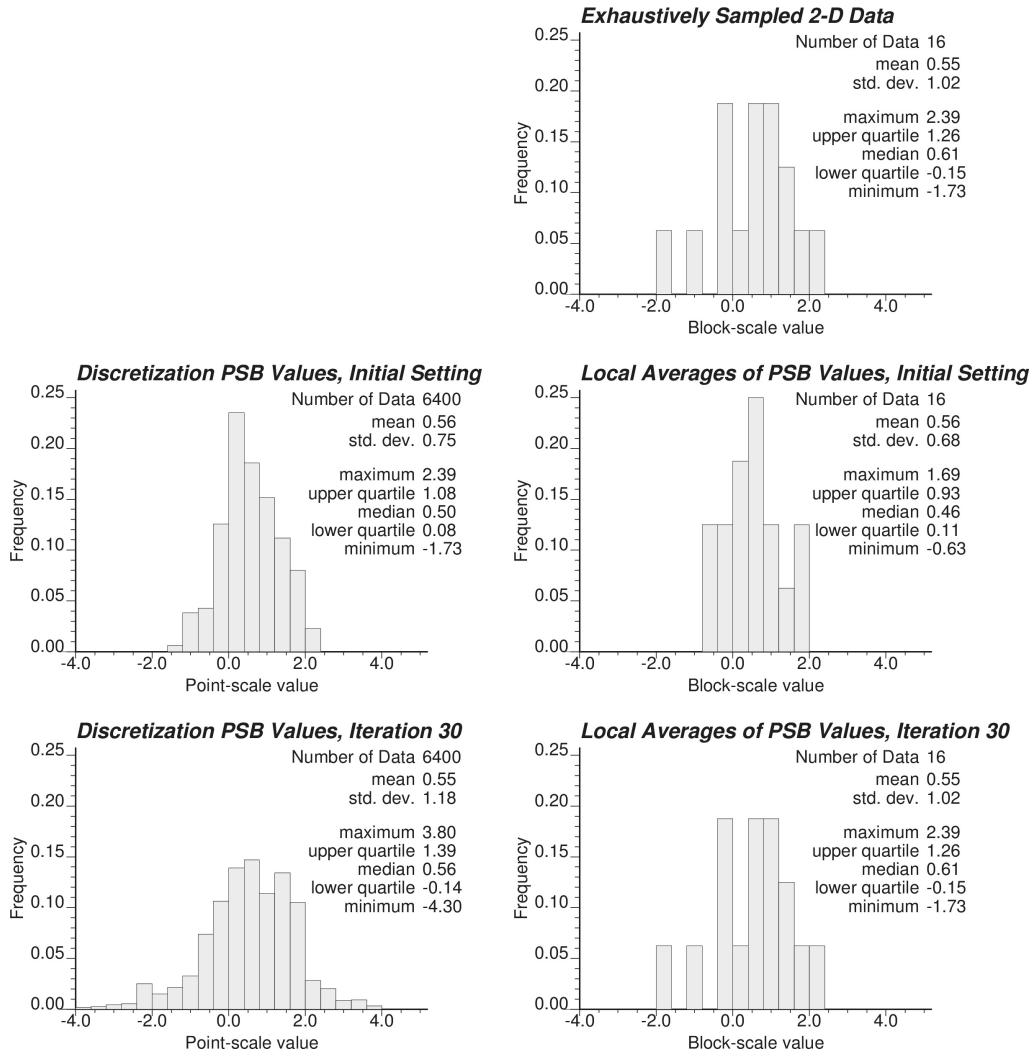 Exhaustively Sampled 2-D Data
Number of Data 16
mean 0.55
std. dev. 1.02
maximum 2.39
upper quartile 1.26
median 0.61
lower quartile -0.15
minimum -1.73
Frequency
0.25
0.20
0.15
0.10
0.05
0.00
-4.0 -2.0 0.0 2.0 4.0
Block-scale value
Discretization PSB Values, Initial Setting
Number of Data 6400
mean 0.56
std. dev. 0.75
maximum 2.39
upper quartile 1.08
median 0.50
lower quartile 0.08
minimum -1.73
Frequency
0.25
0.20
0.15
0.10
0.05
0.00
-4.0 -2.0 0.0 2.0 4.0
Point-scale value
Local Averages of PSB Values, Initial Setting
Number of Data 16
mean 0.56
std. dev. 0.68
maximum 1.69
upper quartile 0.93
median 0.46
lower quartile 0.11
minimum -0.63
Frequency
0.25
0.20
0.15
0.10
0.05
0.00
-4.0 -2.0 0.0 2.0 4.0
Block-scale value
Discretization PSB Values, Iteration 30
Number of Data 6400
mean 0.55
std. dev. 1.18
maximum 3.80
upper quartile 1.39
median 0.56
lower quartile -0.14
minimum -4.30
Frequency
0.25
0.20
0.15
0.10
0.05
0.00
-4.0 -2.0 0.0 2.0 4.0
Point-scale value
Local Averages of PSB Values, Iteration 30
Number of Data 16
mean 0.55
std. dev. 1.02
maximum 2.39
upper quartile 1.26
median 0.61
lower quartile -0.15
minimum -1.73
Frequency
0.25
0.20
0.15
0.10
0.05
0.00
-4.0 -2.0 0.0 2.0 4.0
Block-scale value